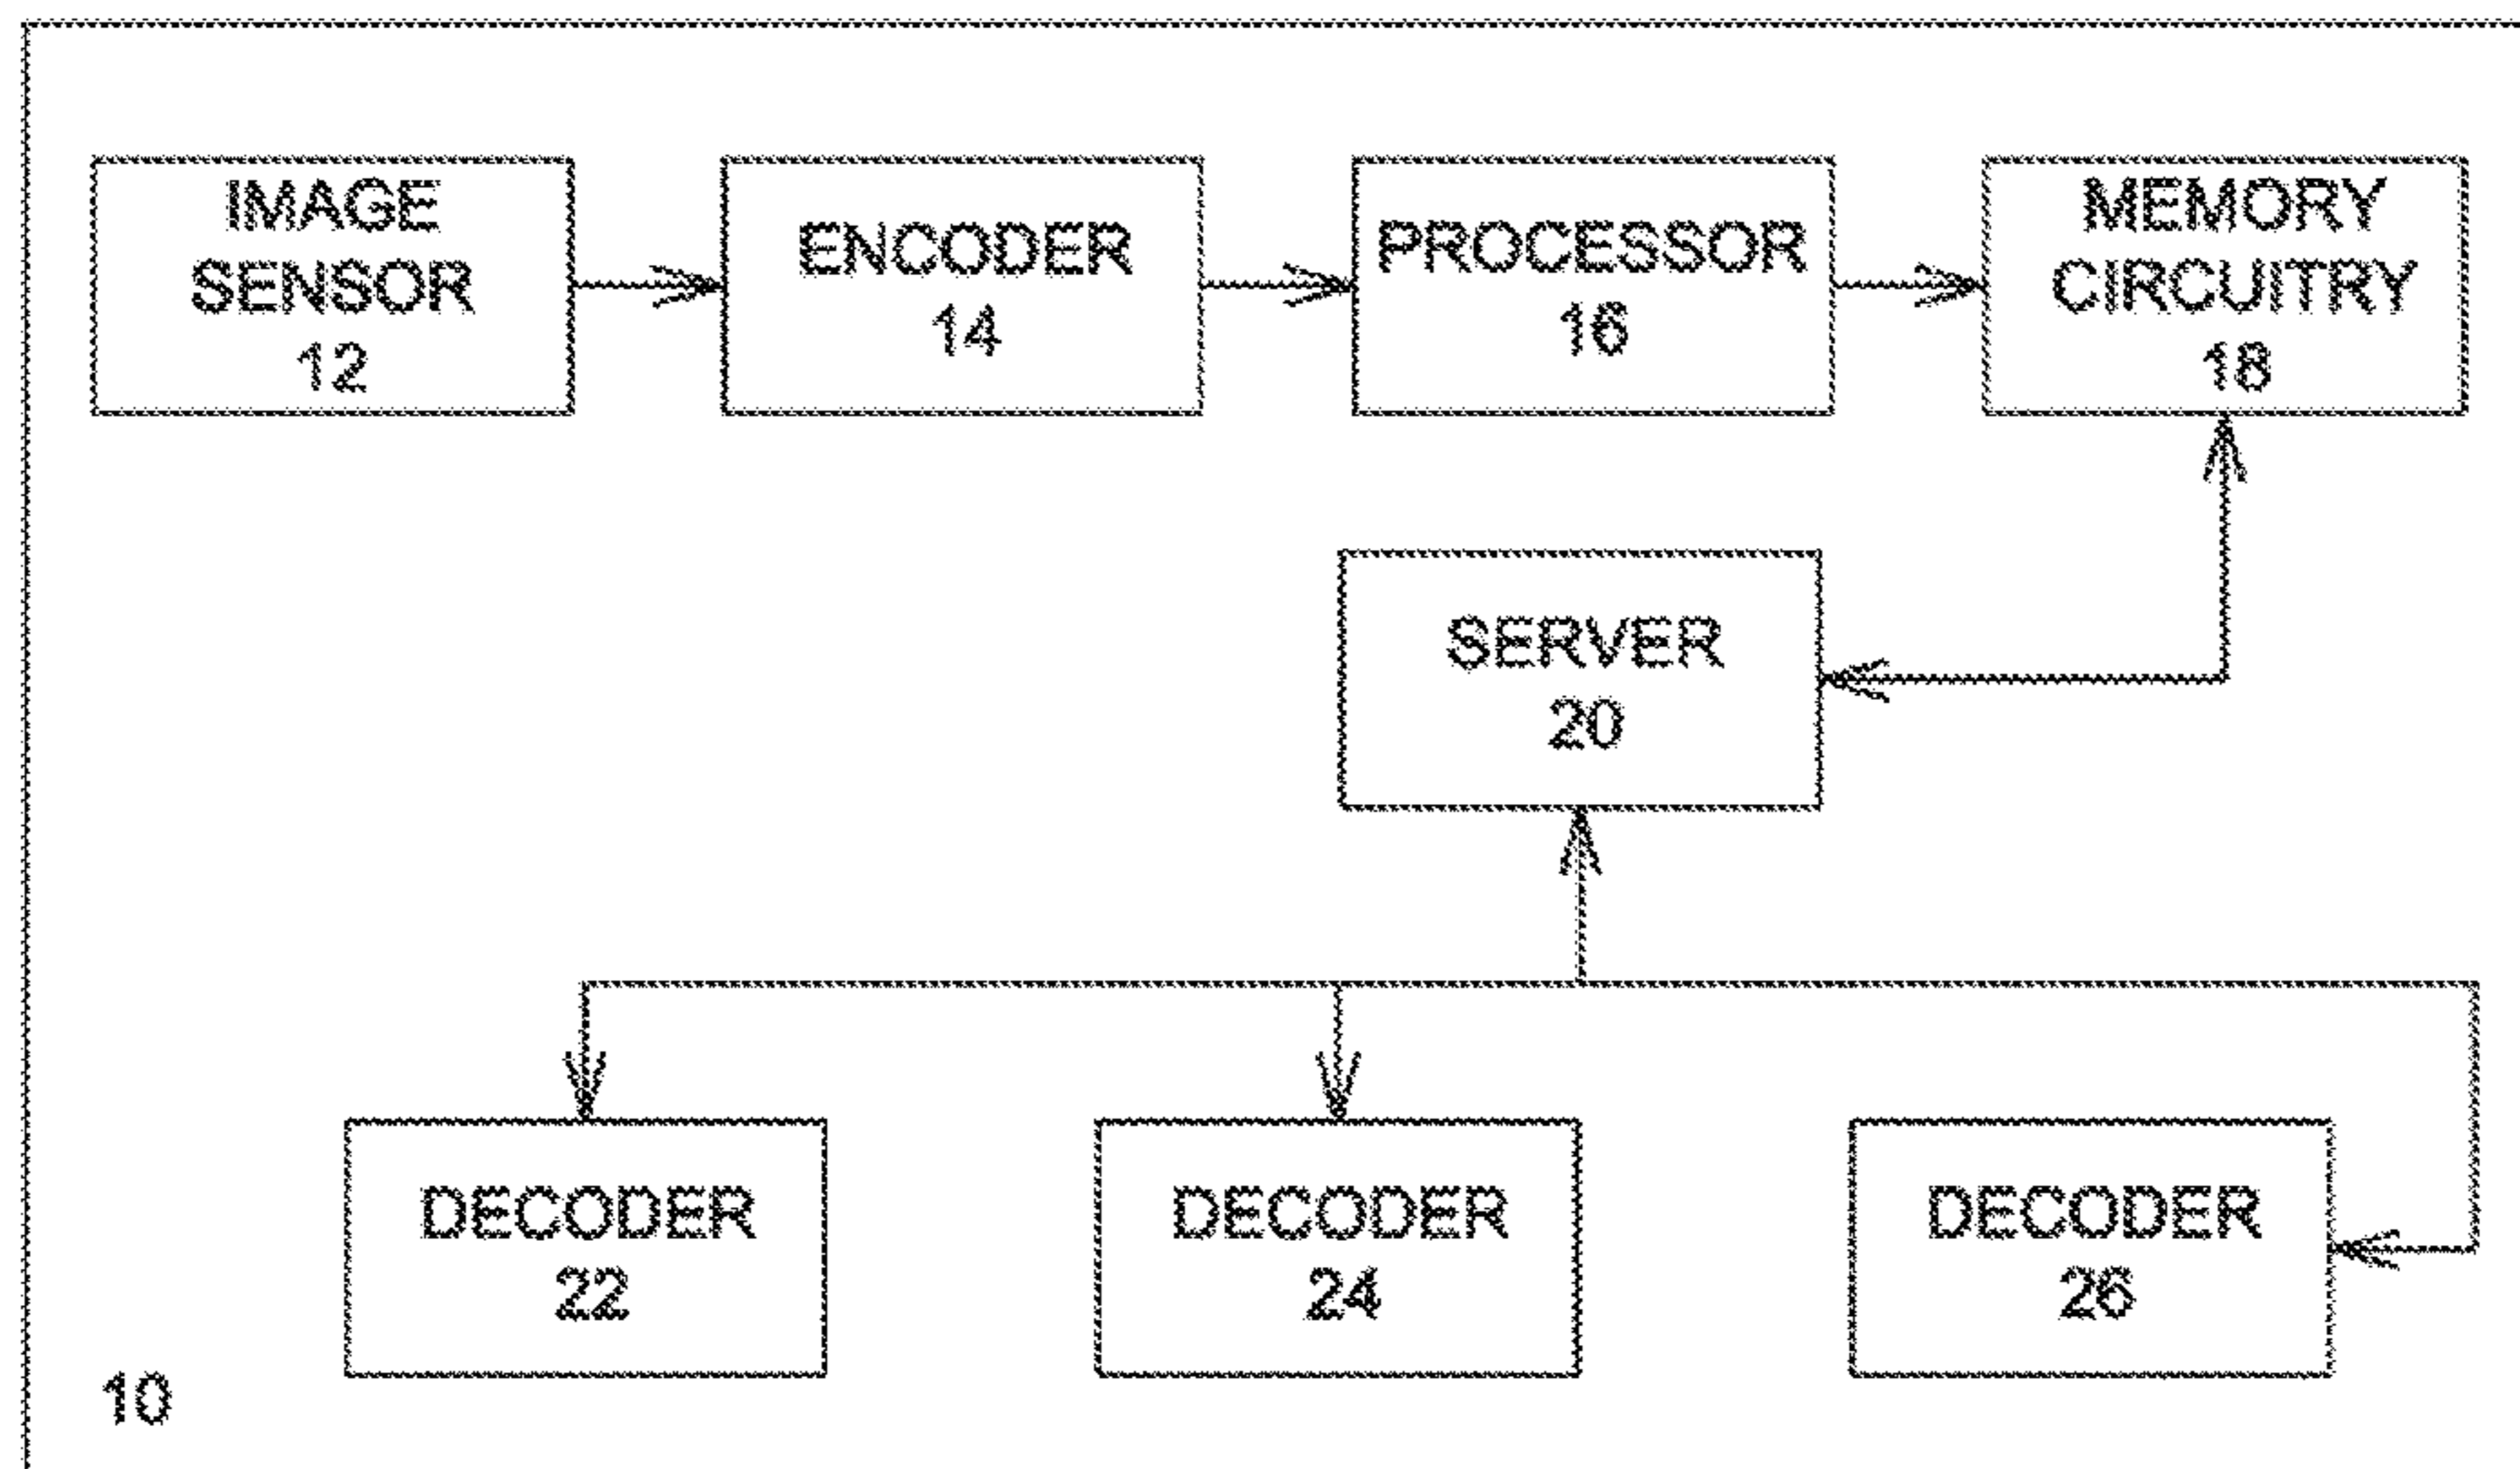 IMAGE
SENSOR
12
ENCODER
14
PROCESSOR
16
MEMORY
CIRCUITRY
18
SERVER
20
DECODER
22
DECODER
24
DECODER
26
10